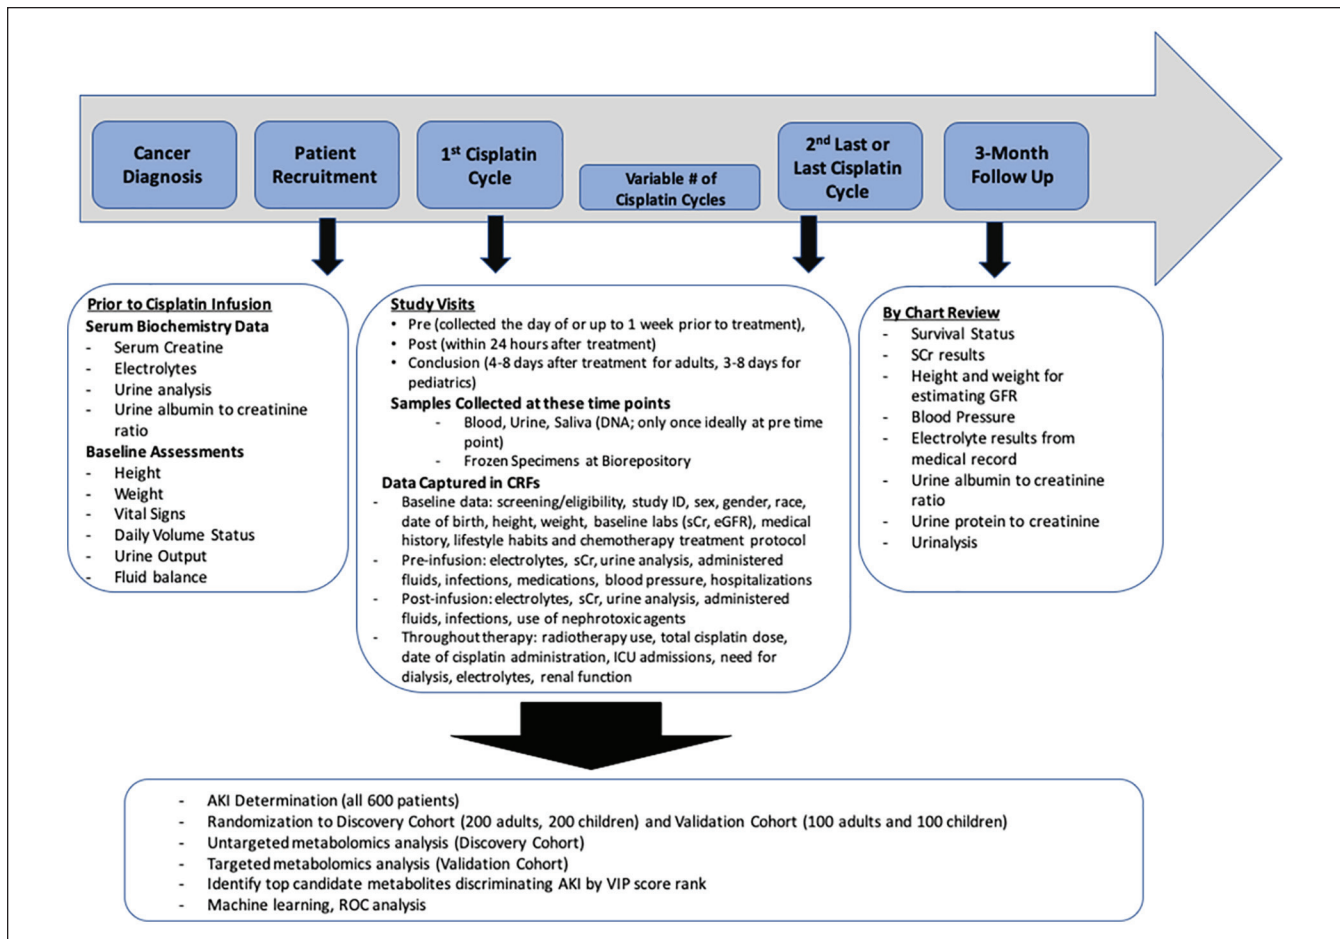 Cancer
Diagnosis
Patient
Recruitment
1st Cisplatin
Cycle
Variable # of
Cisplatin Cycles
2nd Last or
Last Cisplatin
Cycle
3-Month
Follow Up
Prior to Cisplatin Infusion
Serum Biochemistry Data
- Serum Creatine
- Electrolytes
- Urine analysis
- Urine albumin to creatinine
ratio
Baseline Assessments
- Height
- Weight
- Vital Signs
- Daily Volume Status
- Urine Output
- Fluid balance
Study Visits
• Pre (collected the day of or up to 1 week prior to treatment),
• Post (within 24 hours after treatment)
• Conclusion (4-8 days after treatment for adults, 3-8 days for
pediatrics)
Samples Collected at these time points
- Blood, Urine, Saliva (DNA; only once ideally at pre time
point)
- Frozen Specimens at Biorepository
Data Captured in CRFs
- Baseline data: screening/eligibility, study ID, sex, gender, race,
date of birth, height, weight, baseline labs (sCr, eGFR), medical
history, lifestyle habits and chemotherapy treatment protocol
- Pre-infusion: electrolytes, sCr, urine analysis, administered
fluids, infections, medications, blood pressure, hospitalizations
- Post-infusion: electrolytes, sCr, urine analysis, administered
fluids, infections, use of nephrotoxic agents
- Throughout therapy: radiotherapy use, total cisplatin dose,
date of cisplatin administration, ICU admissions, need for
dialysis, electrolytes, renal function
By Chart Review
- Survival Status
- SCr results
- Height and weight for
estimating GFR
- Blood Pressure
- Electrolyte results from
medical record
- Urine albumin to creatinine
ratio
- Urine protein to creatinine
- Urinalysis
- AKI Determination (all 600 patients)
- Randomization to Discovery Cohort (200 adults, 200 children) and Validation Cohort (100 adults and 100 children)
- Untargeted metabolomics analysis (Discovery Cohort)
- Targeted metabolomics analysis (Validation Cohort)
- Identify top candidate metabolites discriminating AKI by VIP score rank
- Machine learning, ROC analysis